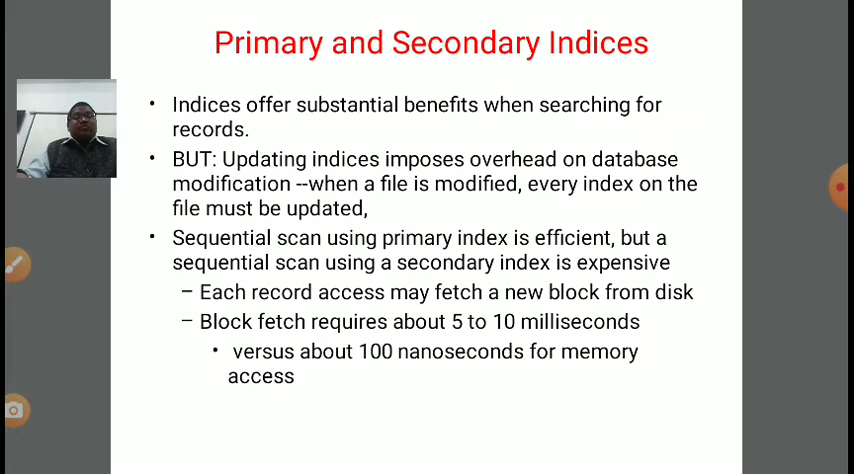 Primary and Secondary Indices
• Indices offer substantial benefits when searching for
records.
• BUT: Updating indices imposes overhead on database
modification --when a file is modified, every index on the
file must be updated,
• Sequential scan using primary index is efficient, but a
sequential scan using a secondary index is expensive
– Each record access may fetch a new block from disk
– Block fetch requires about 5 to 10 milliseconds
• versus about 100 nanoseconds for memory
access